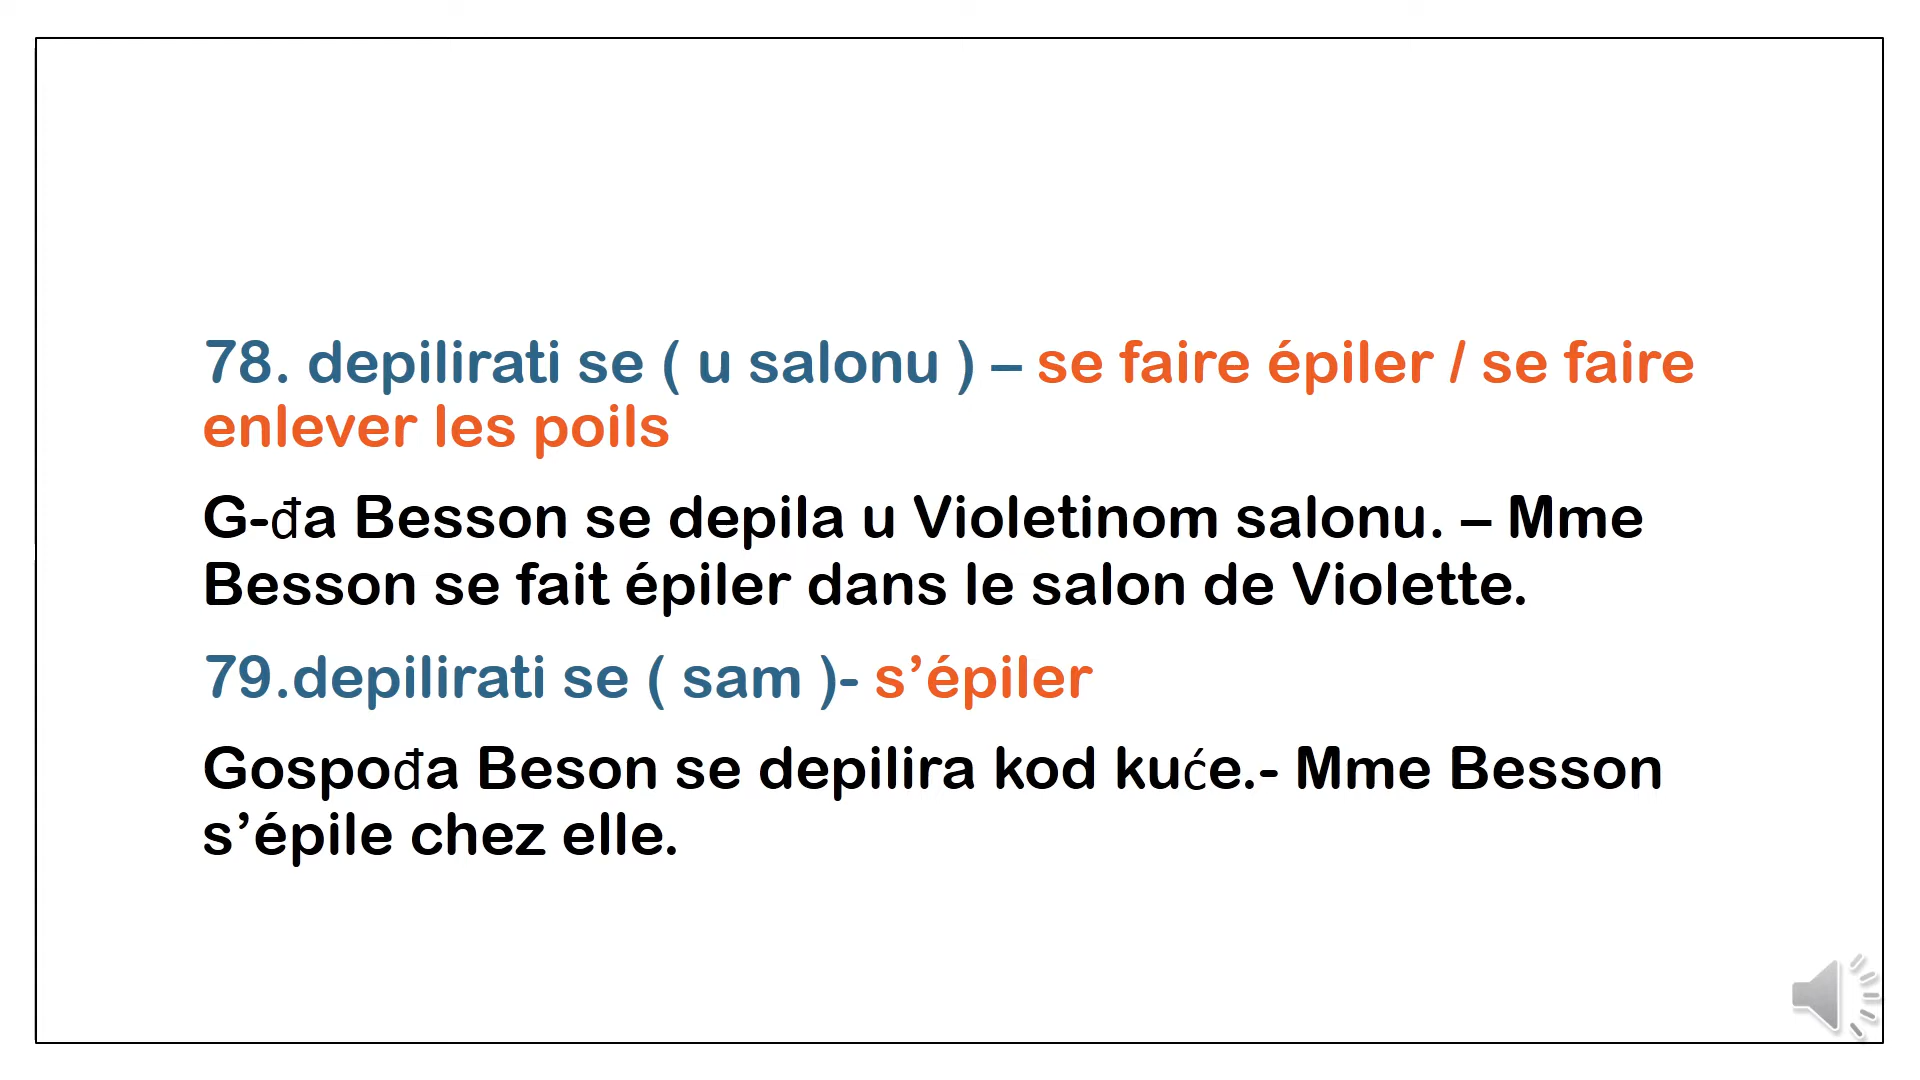 78. depilirati se ( u salonu ) – se faire épiler / se faire
enlever les poils
G-đa Besson se depila u Violetinom salonu. – Mme
Besson se fait épiler dans le salon de Violette.
79.depilirati se ( sam )- s’épiler
Gospođa Beson se depilira kod kuće.- Mme Besson
s’épile chez elle.